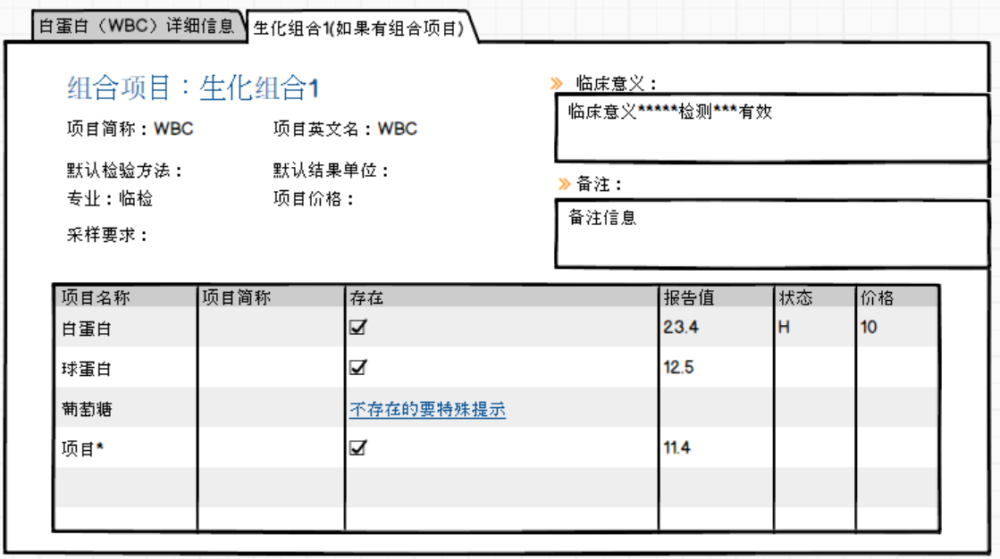 白蛋白（WBC）详细信息 生化组合1(如果有组合项目)
组合项目：生化组合1
项目简称：WBC 项目英文名：WBC
默认检验方法： 默认结果单位：
专业：临检 项目价格：
采样要求：
» 临床意义：
临床意义*****检测***有效
» 备注：
备注信息
项目名称 项目简称 存在 报告值 状态 价格
白蛋白 ☑ 23.4 H 10
球蛋白 ☑ 12.5
葡萄糖 不存在的要特殊提示
项目* ☑ 11.4